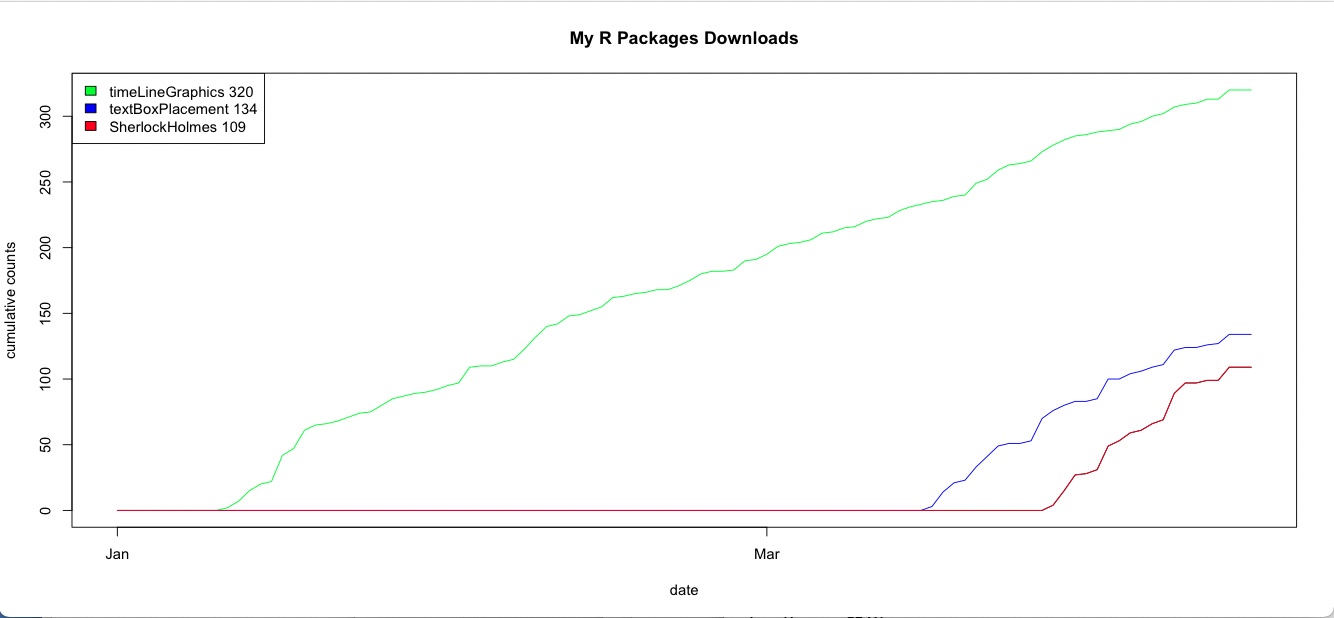 My R Packages Downloads
timeLineGraphics 320
textBoxPlacement 134
SherlockHolmes 109
cumulative counts
300
250
200
150
100
50
0
Jan
Mar
date